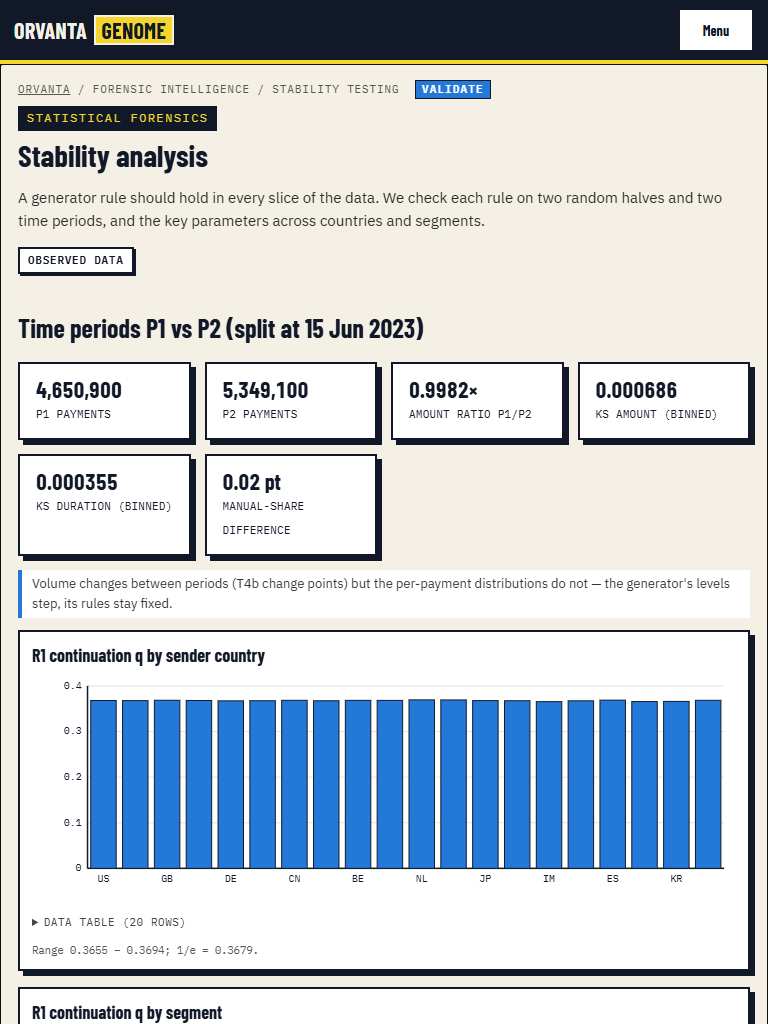 ORVANTA GENOME
Menu
ORVANTA / FORENSIC INTELLIGENCE / STABILITY TESTING VALIDATE
STATISTICAL FORENSICS
Stability analysis
A generator rule should hold in every slice of the data. We check each rule on two random halves and two
time periods, and the key parameters across countries and segments.
OBSERVED DATA
Time periods P1 vs P2 (split at 15 Jun 2023)
4,650,900
P1 PAYMENTS
5,349,100
P2 PAYMENTS
0.9982×
AMOUNT RATIO P1/P2
0.000686
KS AMOUNT (BINNED)
0.000355
KS DURATION (BINNED)
0.02 pt
MANUAL-SHARE
DIFFERENCE
Volume changes between periods (T4b change points) but the per-payment distributions do not — the generator's levels
step, its rules stay fixed.
R1 continuation q by sender country
0.4
0.3
0.2
0.1
0
US GB DE CN BE NL JP IM ES KR
▶ DATA TABLE (20 ROWS)
Range 0.3655 – 0.3694; 1/e = 0.3679.
R1 continuation q by segment